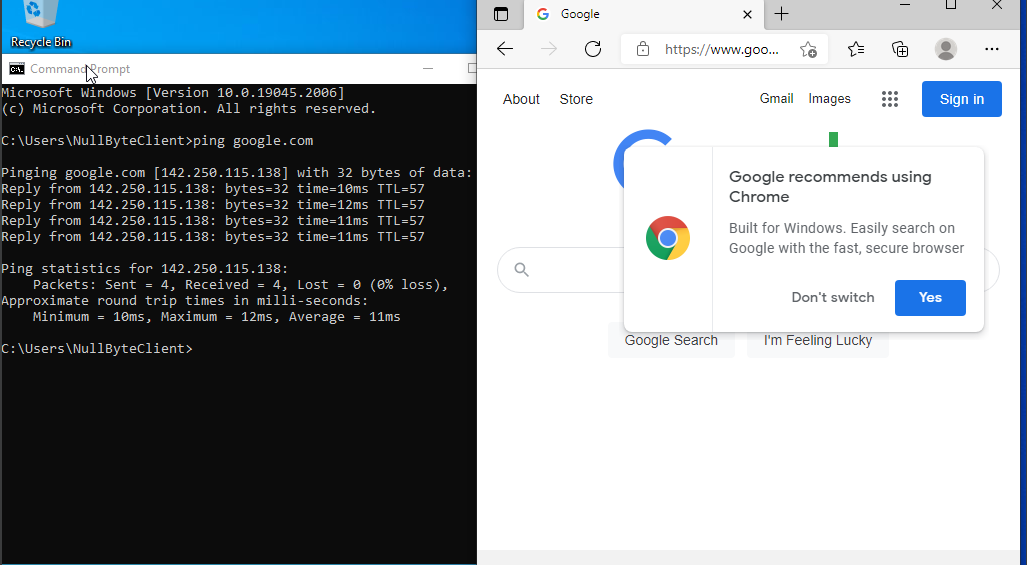 Recycle Bin
Command Prompt
Microsoft Windows [Version 10.0.19045.2006]
(c) Microsoft Corporation. All rights reserved.
C:\Users\NullByteClient>ping google.com
Pinging google.com [142.250.115.138] with 32 bytes of data:
Reply from 142.250.115.138: bytes=32 time=10ms TTL=57
Reply from 142.250.115.138: bytes=32 time=12ms TTL=57
Reply from 142.250.115.138: bytes=32 time=11ms TTL=57
Reply from 142.250.115.138: bytes=32 time=11ms TTL=57
Ping statistics for 142.250.115.138:
Packets: Sent = 4, Received = 4, Lost = 0 (0% loss),
Approximate round trip times in milli-seconds:
Minimum = 10ms, Maximum = 12ms, Average = 11ms
C:\Users\NullByteClient>
Google
https://www.goo...
About Store Gmail Images Sign in
Google recommends using
Chrome
Built for Windows. Easily search on
Google with the fast, secure browser
Don't switch Yes
Google Search I'm Feeling Lucky